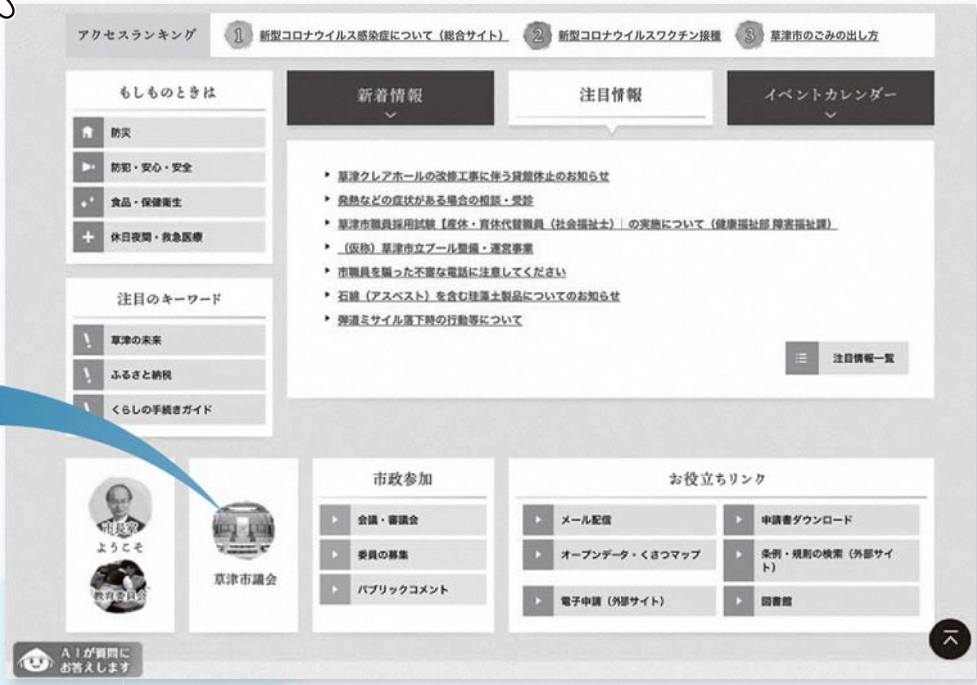 アクセスランキング
1 新型コロナウイルス感染症について（総合サイト）
2 新型コロナウイルスワクチン接種
3 草津市のごみの出し方
もしものときは
防災
防犯・安心・安全
食品・保健衛生
休日夜間・救急医療
注目のキーワード
草津の未来
ふるさと納税
くらしの手続きガイド
新着情報
注目情報
イベントカレンダー
草津クレアホールの改修工事に伴う貸館休止のお知らせ
発熱などの症状がある場合の相談・受診
草津市職員採用試験【産休・育休代替職員（社会福祉士）】の実施について（健康福祉部 障害福祉課）
（仮称）草津市立プール整備・運営事業
市職員を騙った不審な電話に注意してください
石綿（アスベスト）を含む珪藻土製品についてのお知らせ
弾道ミサイル落下時の行動等について
注目情報一覧
市長室
ようこそ
教育委員会
草津市議会
市政参加
会議・審議会
委員の募集
パブリックコメント
お役立ちリンク
メール配信
申請書ダウンロード
オープンデータ・くさつマップ
条例・規則の検索（外部サイ
ト）
電子申請（外部サイト）
図書館
AIが質問に
お答えします